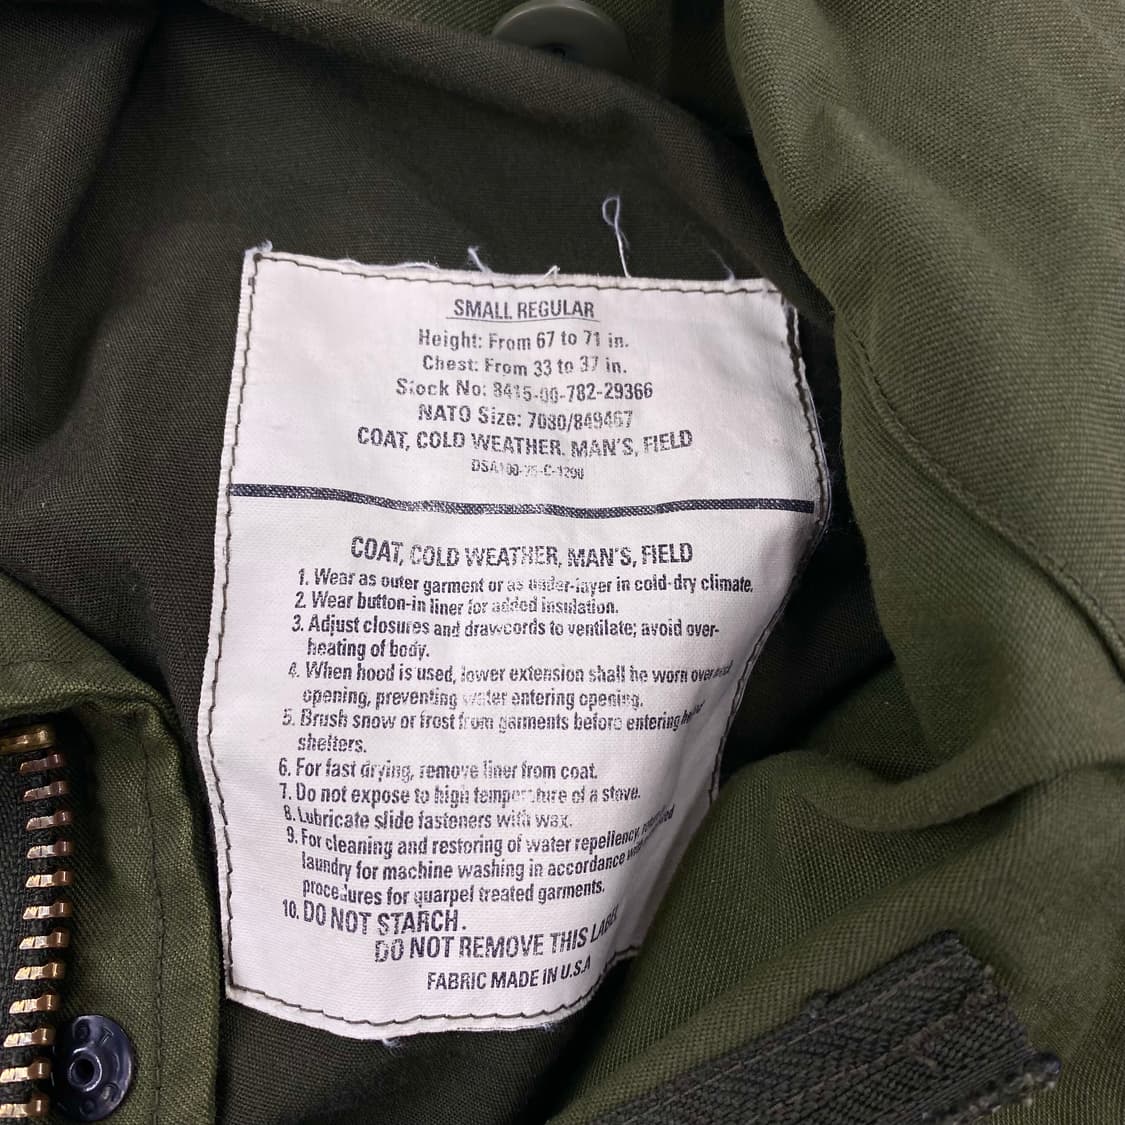 SMALL REGULAR
Height: From 67 to 71 in.
Chest: From 33 to 37 in.
Stock No: 8415-00-782-29366
NATO Size: 7080/849467
COAT, COLD WEATHER. MAN'S, FIELD
DSA100-75-C-1290
COAT, COLD WEATHER, MAN'S, FIELD
1. Wear as outer garment or as under-layer in cold-dry climate.
2. Wear button-in liner for added insulation.
3. Adjust closures and drawcords to ventilate; avoid over-
heating of body.
4. When hood is used, lower extension shall be worn over
opening, preventing water entering opening.
5. Brush snow or frost from garments before entering
shelters.
6. For fast drying, remove liner from coat.
7. Do not expose to high temperature of a stove.
8. Lubricate slide fasteners with wax.
9. For cleaning and restoring of water repellency,
laundry for machine washing in accordance
procedures for quarpel treated garments.
10. DO NOT STARCH.
DO NOT REMOVE THIS LABEL
FABRIC MADE IN U.S.A